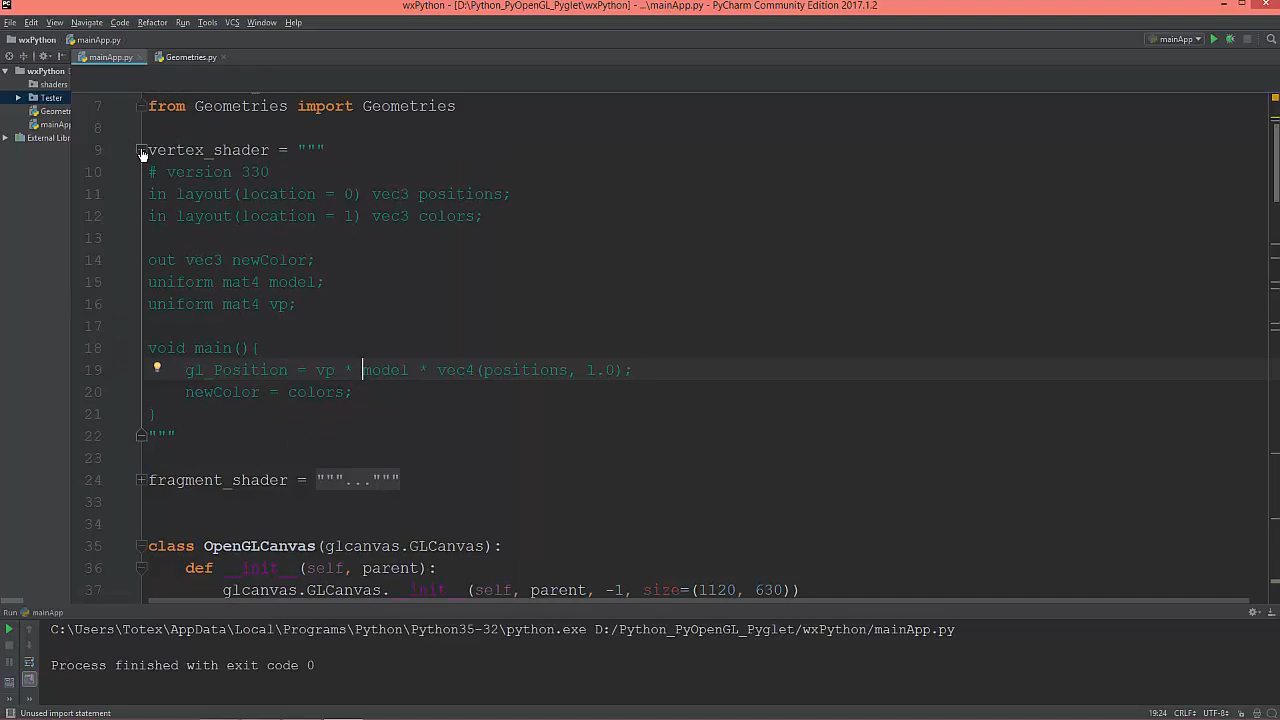 wxPython - [D:\Python_PyOpenGL_Pyglet\wxPython] - ...\mainApp.py - PyCharm Community Edition 2017.1.2
File Edit View Navigate Code Refactor Run Tools VCS Window Help
wxPython mainApp.py mainApp
mainApp.py Geometries.py
wxPython
shaders
Tester
Geomet
mainApp
External Lib
7 from Geometries import Geometries
8
9 vertex_shader = """
10 # version 330
11 in layout(location = 0) vec3 positions;
12 in layout(location = 1) vec3 colors;
13
14 out vec3 newColor;
15 uniform mat4 model;
16 uniform mat4 vp;
17
18 void main(){
19 gl_Position = vp * model * vec4(positions, 1.0);
20 newColor = colors;
21 }
22 """
23
24 fragment_shader = """..."""
33
34
35 class OpenGLCanvas(glcanvas.GLCanvas):
36 def __init__(self, parent):
37 glcanvas.GLCanvas.__init__(self, parent, -1, size=(1120, 630))
Run mainApp
C:\Users\Totex\AppData\Local\Programs\Python\Python35-32\python.exe D:/Python_PyOpenGL_Pyglet/wxPython/mainApp.py
Process finished with exit code 0
Unused import statement 19:24 CRLF UTF-8